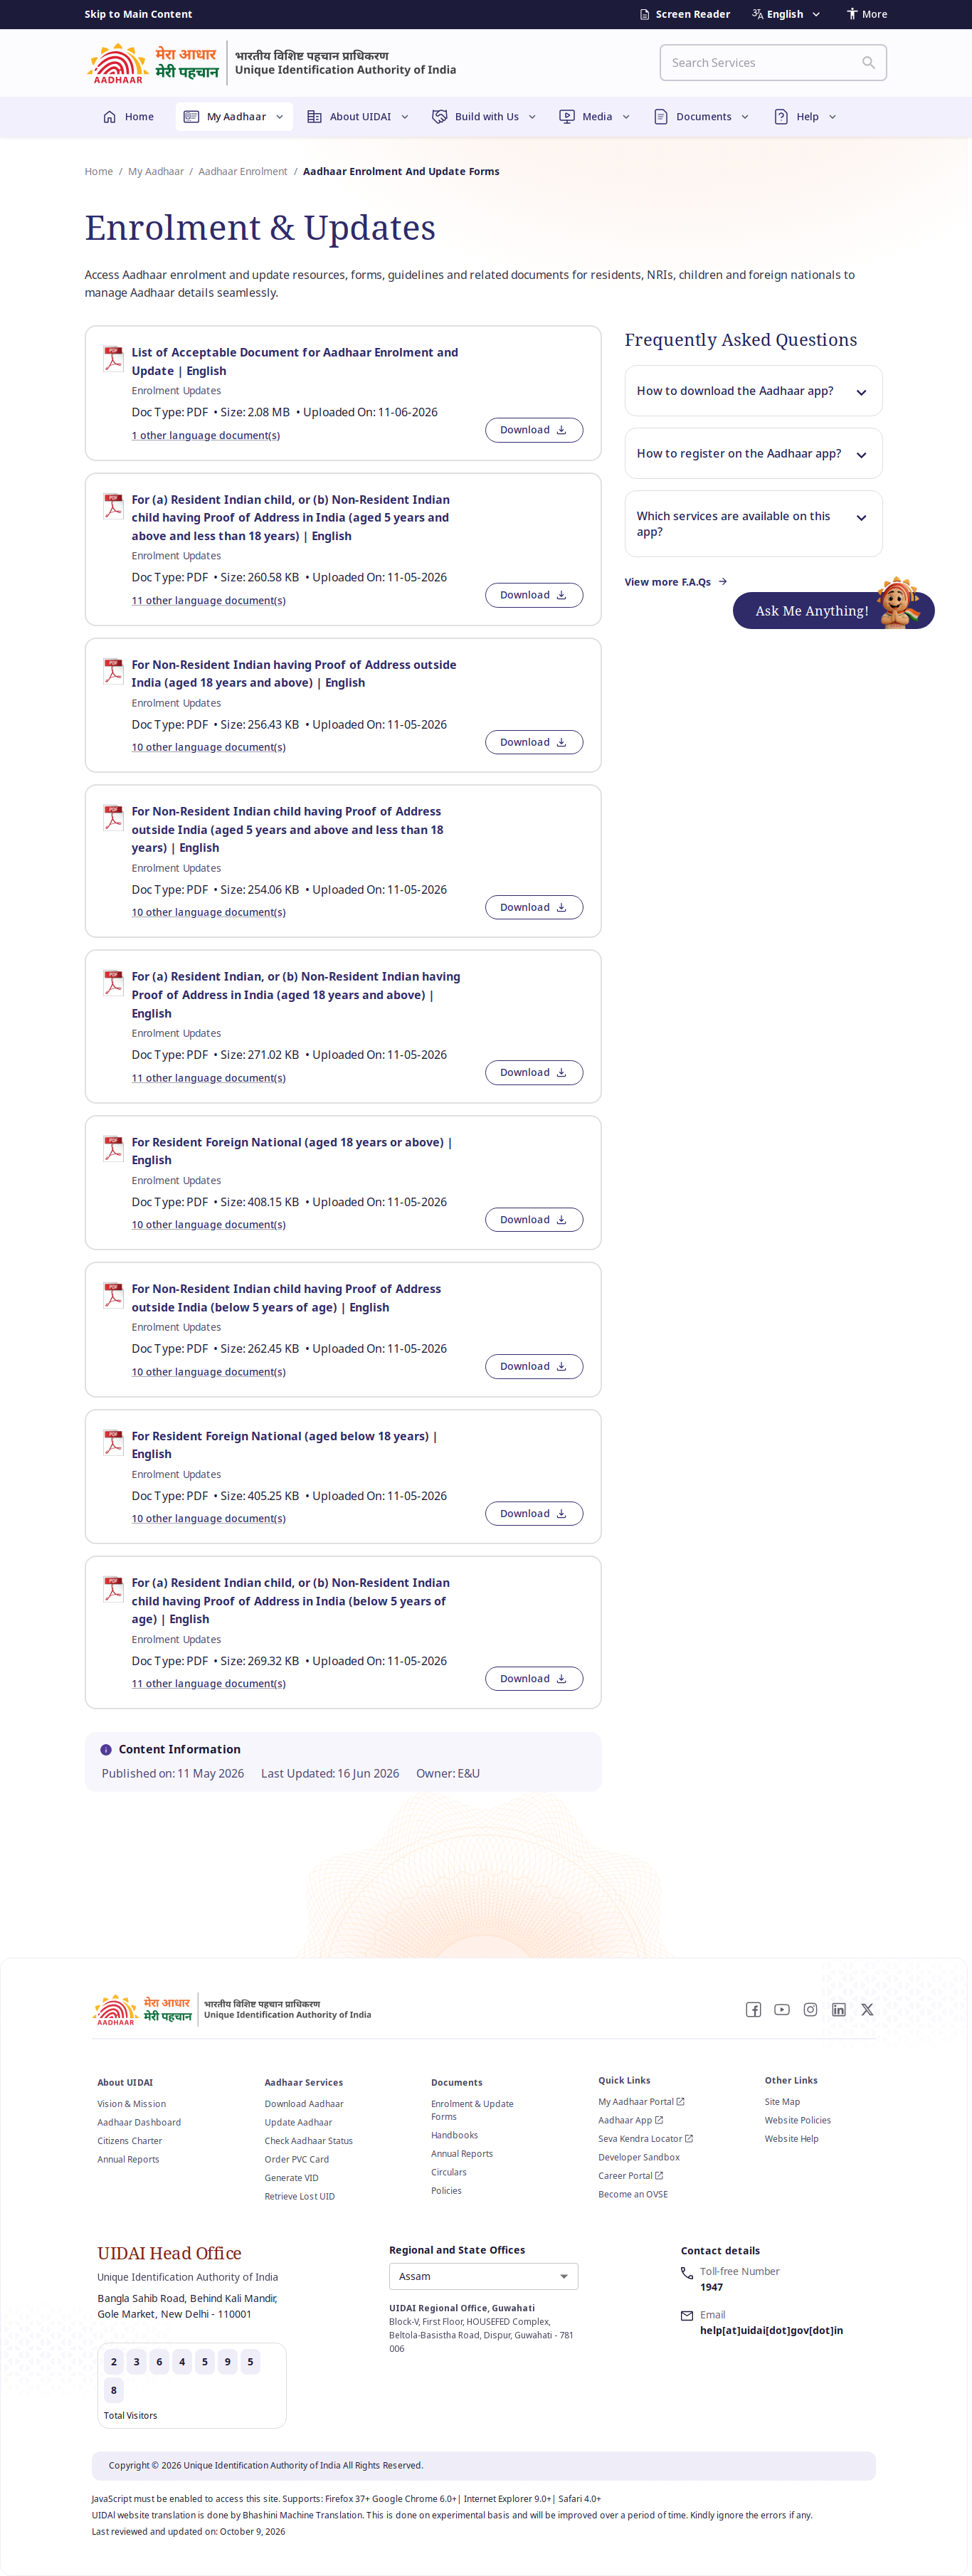 Skip to Main Content
Screen Reader
English
More
मेरा आधार
मेरी पहचान
AADHAAR
भारतीय विशिष्ट पहचान प्राधिकरण
Unique Identification Authority of India
Search Services
Home
My Aadhaar
About UIDAI
Build with Us
Media
Documents
Help
Home / My Aadhaar / Aadhaar Enrolment / Aadhaar Enrolment And Update Forms
Enrolment & Updates
Access Aadhaar enrolment and update resources, forms, guidelines and related documents for residents, NRIs, children and foreign nationals to
manage Aadhaar details seamlessly.
PDF
List of Acceptable Document for Aadhaar Enrolment and
Update | English
Enrolment Updates
Doc Type: PDF • Size: 2.08 MB • Uploaded On: 11-06-2026
1 other language document(s)
Download
PDF
For (a) Resident Indian child, or (b) Non-Resident Indian
child having Proof of Address in India (aged 5 years and
above and less than 18 years) | English
Enrolment Updates
Doc Type: PDF • Size: 260.58 KB • Uploaded On: 11-05-2026
11 other language document(s)
Download
PDF
For Non-Resident Indian having Proof of Address outside
India (aged 18 years and above) | English
Enrolment Updates
Doc Type: PDF • Size: 256.43 KB • Uploaded On: 11-05-2026
10 other language document(s)
Download
PDF
For Non-Resident Indian child having Proof of Address
outside India (aged 5 years and above and less than 18
years) | English
Enrolment Updates
Doc Type: PDF • Size: 254.06 KB • Uploaded On: 11-05-2026
10 other language document(s)
Download
PDF
For (a) Resident Indian, or (b) Non-Resident Indian having
Proof of Address in India (aged 18 years and above) |
English
Enrolment Updates
Doc Type: PDF • Size: 271.02 KB • Uploaded On: 11-05-2026
11 other language document(s)
Download
PDF
For Resident Foreign National (aged 18 years or above) |
English
Enrolment Updates
Doc Type: PDF • Size: 408.15 KB • Uploaded On: 11-05-2026
10 other language document(s)
Download
PDF
For Non-Resident Indian child having Proof of Address
outside India (below 5 years of age) | English
Enrolment Updates
Doc Type: PDF • Size: 262.45 KB • Uploaded On: 11-05-2026
10 other language document(s)
Download
PDF
For Resident Foreign National (aged below 18 years) |
English
Enrolment Updates
Doc Type: PDF • Size: 405.25 KB • Uploaded On: 11-05-2026
10 other language document(s)
Download
PDF
For (a) Resident Indian child, or (b) Non-Resident Indian
child having Proof of Address in India (below 5 years of
age) | English
Enrolment Updates
Doc Type: PDF • Size: 269.32 KB • Uploaded On: 11-05-2026
11 other language document(s)
Download
Frequently Asked Questions
How to download the Aadhaar app?
How to register on the Aadhaar app?
Which services are available on this
app?
View more F.A.Qs
Ask Me Anything!
Content Information
Published on: 11 May 2026 Last Updated: 16 Jun 2026 Owner: E&U
मेरा आधार
मेरी पहचान
AADHAAR
भारतीय विशिष्ट पहचान प्राधिकरण
Unique Identification Authority of India
About UIDAI
Vision & Mission
Aadhaar Dashboard
Citizens Charter
Annual Reports
Aadhaar Services
Download Aadhaar
Update Aadhaar
Check Aadhaar Status
Order PVC Card
Generate VID
Retrieve Lost UID
Documents
Enrolment & Update
Forms
Handbooks
Annual Reports
Circulars
Policies
Quick Links
My Aadhaar Portal
Aadhaar App
Seva Kendra Locator
Developer Sandbox
Career Portal
Become an OVSE
Other Links
Site Map
Website Policies
Website Help
UIDAI Head Office
Unique Identification Authority of India
Bangla Sahib Road, Behind Kali Mandir,
Gole Market, New Delhi - 110001
2 3 6 4 5 9 5
8
Total Visitors
Regional and State Offices
Assam
UIDAI Regional Office, Guwahati
Block-V, First Floor, HOUSEFED Complex,
Beltola-Basistha Road, Dispur, Guwahati - 781
006
Contact details
Toll-free Number
1947
Email
help[at]uidai[dot]gov[dot]in
Copyright © 2026 Unique Identification Authority of India All Rights Reserved.
JavaScript must be enabled to access this site. Supports: Firefox 37+ Google Chrome 6.0+| Internet Explorer 9.0+| Safari 4.0+
UIDAI website translation is done by Bhashini Machine Translation. This is done on experimental basis and will be improved over a period of time. Kindly ignore the errors if any.
Last reviewed and updated on: October 9, 2026